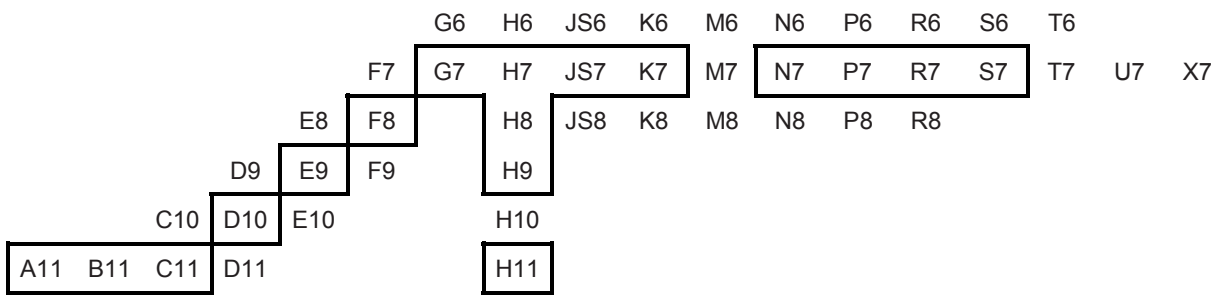 G6 H6 JS6 K6 M6 N6 P6 R6 S6 T6
F7 G7 H7 JS7 K7 M7 N7 P7 R7 S7 T7 U7 X7
E8 F8 H8 JS8 K8 M8 N8 P8 R8
D9 E9 F9 H9
C10 D10 E10 H10
A11 B11 C11 D11 H11